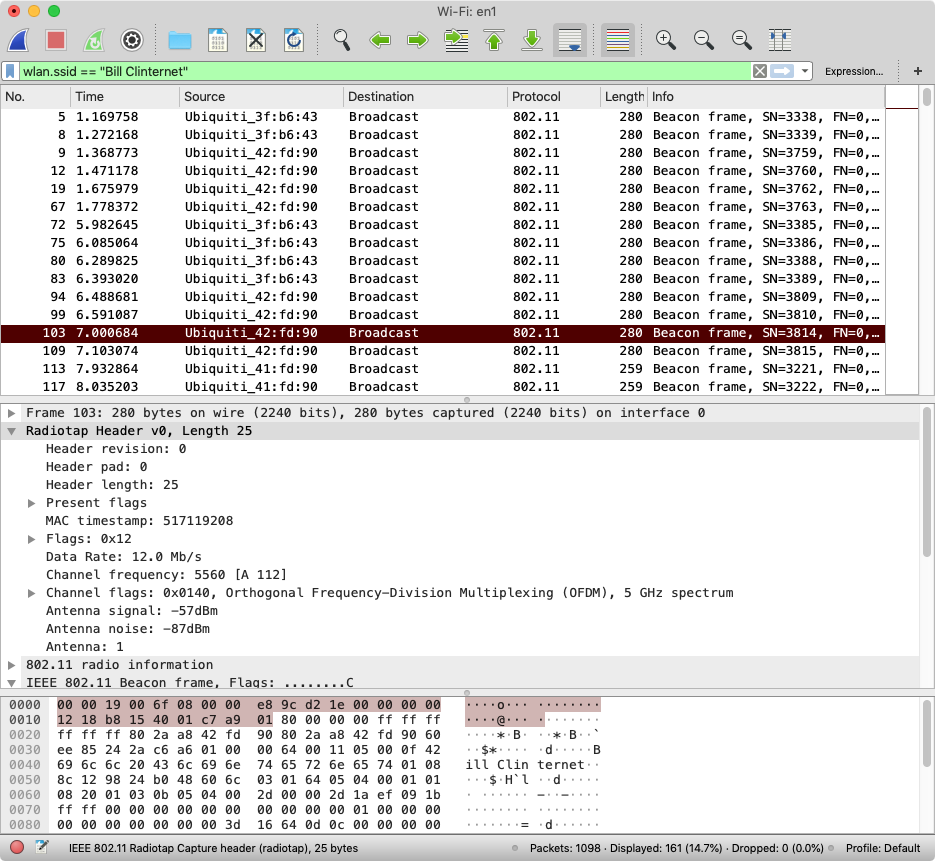 Wi-Fi: en1
wlan.ssid == "Bill Clinternet"
Expression...
+
No. Time Source Destination Protocol Length Info
5 1.169758 Ubiquiti_3f:b6:43 Broadcast 802.11 280 Beacon frame, SN=3338, FN=0,…
8 1.272168 Ubiquiti_3f:b6:43 Broadcast 802.11 280 Beacon frame, SN=3339, FN=0,…
9 1.368773 Ubiquiti_42:fd:90 Broadcast 802.11 280 Beacon frame, SN=3759, FN=0,…
12 1.471178 Ubiquiti_42:fd:90 Broadcast 802.11 280 Beacon frame, SN=3760, FN=0,…
19 1.675979 Ubiquiti_42:fd:90 Broadcast 802.11 280 Beacon frame, SN=3762, FN=0,…
67 1.778372 Ubiquiti_42:fd:90 Broadcast 802.11 280 Beacon frame, SN=3763, FN=0,…
72 5.982645 Ubiquiti_3f:b6:43 Broadcast 802.11 280 Beacon frame, SN=3385, FN=0,…
75 6.085064 Ubiquiti_3f:b6:43 Broadcast 802.11 280 Beacon frame, SN=3386, FN=0,…
80 6.289825 Ubiquiti_3f:b6:43 Broadcast 802.11 280 Beacon frame, SN=3388, FN=0,…
83 6.393020 Ubiquiti_3f:b6:43 Broadcast 802.11 280 Beacon frame, SN=3389, FN=0,…
94 6.488681 Ubiquiti_42:fd:90 Broadcast 802.11 280 Beacon frame, SN=3809, FN=0,…
99 6.591087 Ubiquiti_42:fd:90 Broadcast 802.11 280 Beacon frame, SN=3810, FN=0,…
103 7.000684 Ubiquiti_42:fd:90 Broadcast 802.11 280 Beacon frame, SN=3814, FN=0,…
109 7.103074 Ubiquiti_42:fd:90 Broadcast 802.11 280 Beacon frame, SN=3815, FN=0,…
113 7.932864 Ubiquiti_41:fd:90 Broadcast 802.11 259 Beacon frame, SN=3221, FN=0,…
117 8.035203 Ubiquiti_41:fd:90 Broadcast 802.11 259 Beacon frame, SN=3222, FN=0,…
Frame 103: 280 bytes on wire (2240 bits), 280 bytes captured (2240 bits) on interface 0
Radiotap Header v0, Length 25
Header revision: 0
Header pad: 0
Header length: 25
Present flags
MAC timestamp: 517119208
Flags: 0x12
Data Rate: 12.0 Mb/s
Channel frequency: 5560 [A 112]
Channel flags: 0x0140, Orthogonal Frequency-Division Multiplexing (OFDM), 5 GHz spectrum
Antenna signal: -57dBm
Antenna noise: -87dBm
Antenna: 1
802.11 radio information
IEEE 802.11 Beacon frame, Flags: ........C
0000 00 00 19 00 6f 08 00 00 e8 9c d2 1e 00 00 00 00 ····o··· ········
0010 12 18 b8 15 40 01 c7 a9 01 80 00 00 00 ff ff ff ····@··· ········
0020 ff ff ff 80 2a a8 42 fd 90 80 2a a8 42 fd 90 60 ····*·B· ··*·B··`
0030 ee 85 24 2a c6 a6 01 00 00 64 00 11 05 00 0f 42 ··$*···· ·d·····B
0040 69 6c 6c 20 43 6c 69 6e 74 65 72 6e 65 74 01 08 ill Clin ternet··
0050 8c 12 98 24 b0 48 60 6c 03 01 64 05 04 00 01 01 ···$·H`l ··d·····
0060 08 20 01 03 0b 05 04 00 2d 00 00 2d 1a ef 09 1b · ······ -··-····
0070 ff ff 00 00 00 00 00 00 00 00 00 00 01 00 00 00 ········ ········
0080 00 00 00 00 00 00 00 3d 16 64 0d 0c 00 00 00 00 ·······= ·d······
IEEE 802.11 Radiotap Capture header (radiotap), 25 bytes
Packets: 1098 · Displayed: 161 (14.7%) · Dropped: 0 (0.0%)
Profile: Default